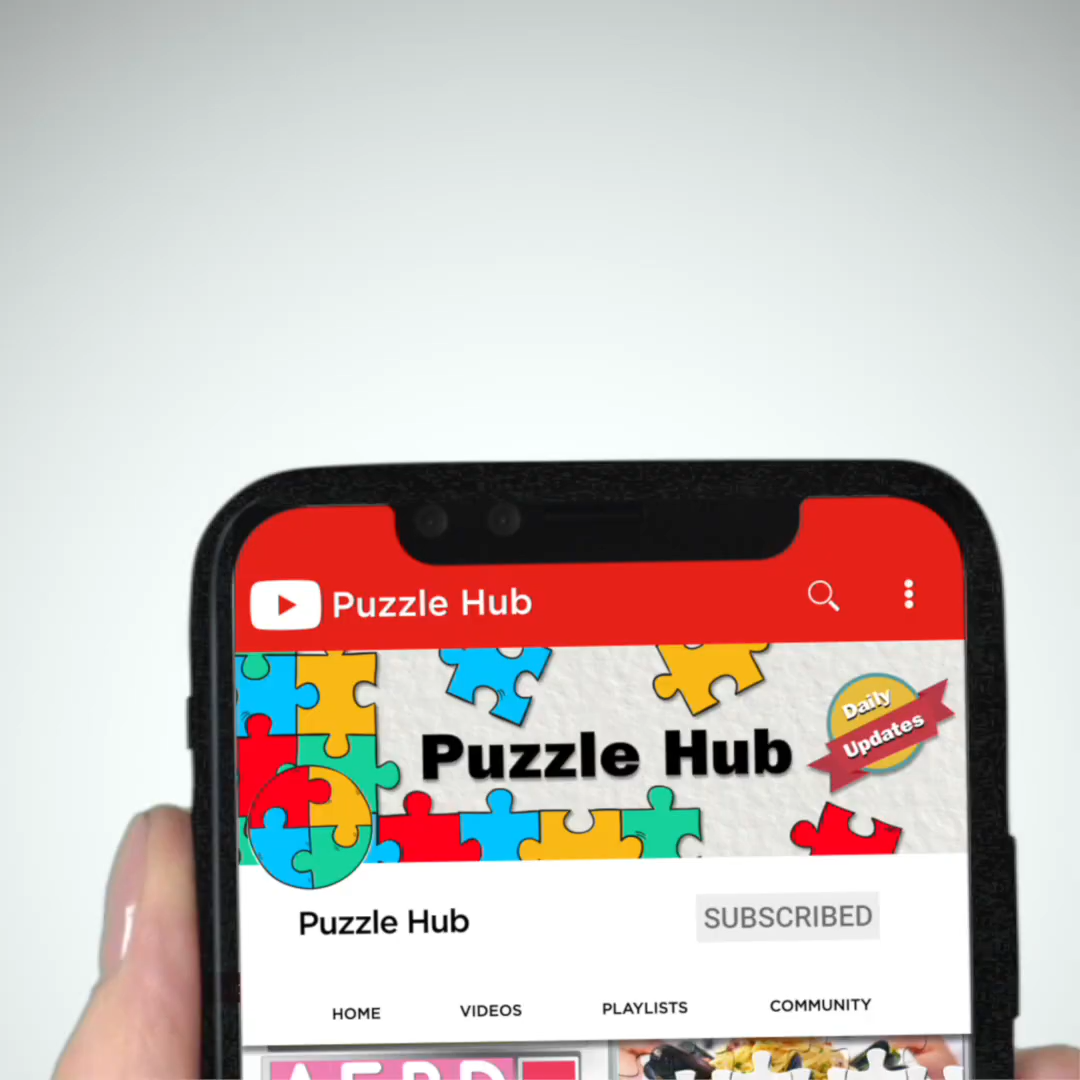 Puzzle Hub
Puzzle Hub
Daily
Updates
Puzzle Hub
SUBSCRIBED
HOME
VIDEOS
PLAYLISTS
COMMUNITY